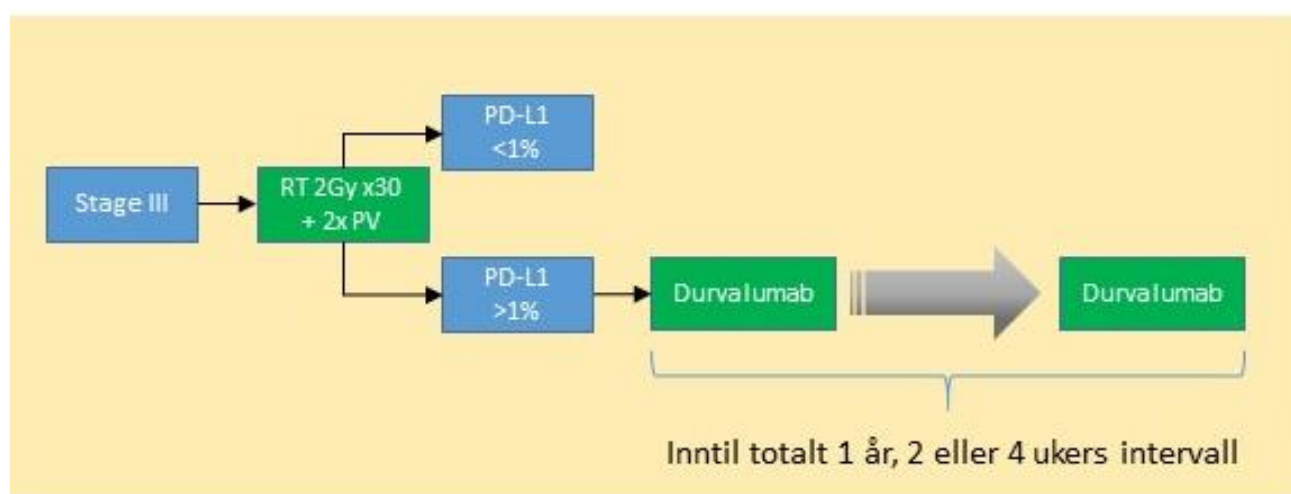 PD-L1
<1%
Stage III
RT 2Gy x30
+ 2x PV
PD-L1
>1%
Durvalumab
Durvalumab
Inntil totalt 1 år, 2 eller 4 ukers intervall